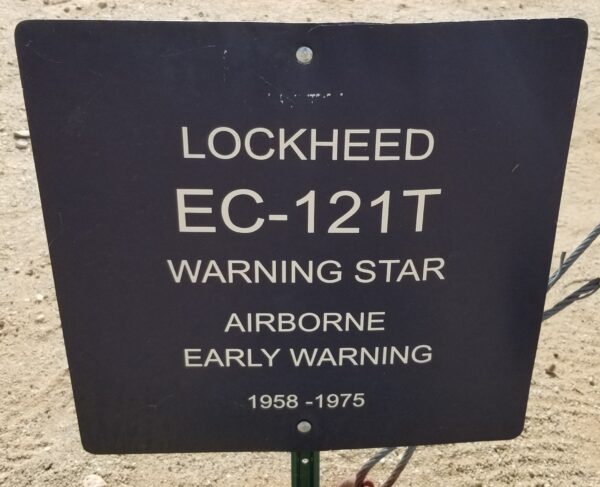 LOCKHEED
EC-121T
WARNING STAR
AIRBORNE
EARLY WARNING
1958 -1975